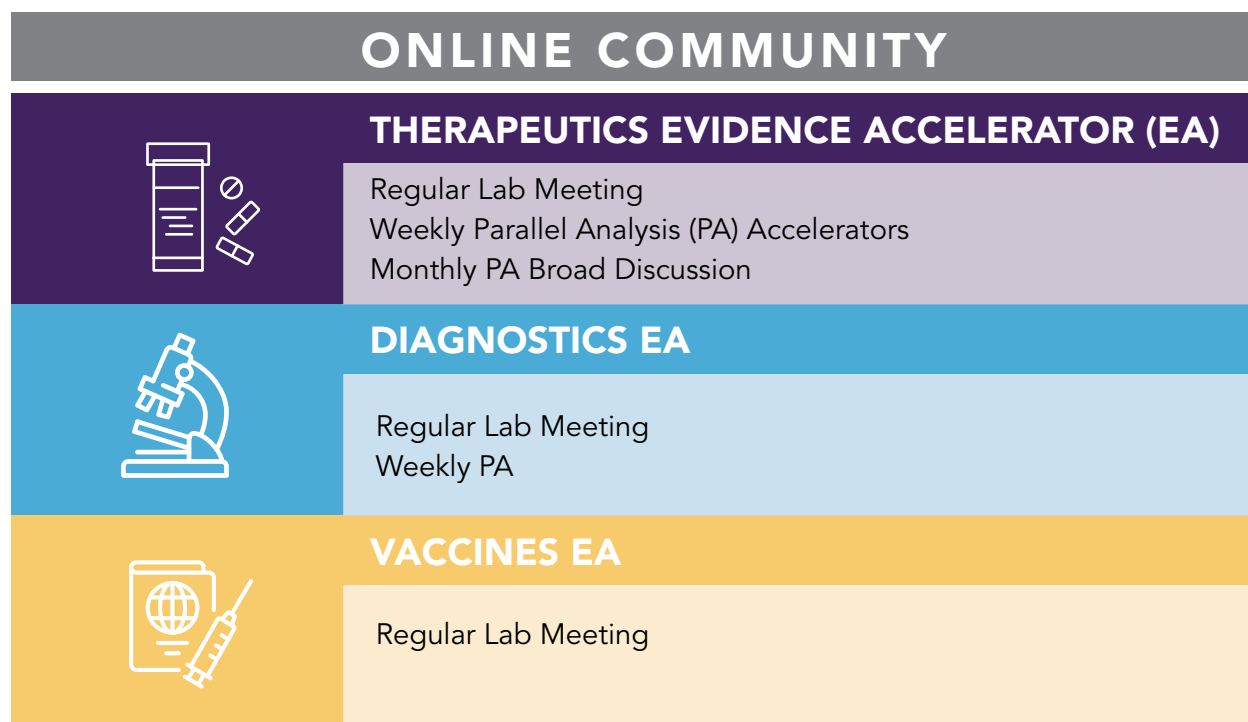 ONLINE COMMUNITY
THERAPEUTICS EVIDENCE ACCELERATOR (EA)
Regular Lab Meeting
Weekly Parallel Analysis (PA) Accelerators
Monthly PA Broad Discussion
DIAGNOSTICS EA
Regular Lab Meeting
Weekly PA
VACCINES EA
Regular Lab Meeting